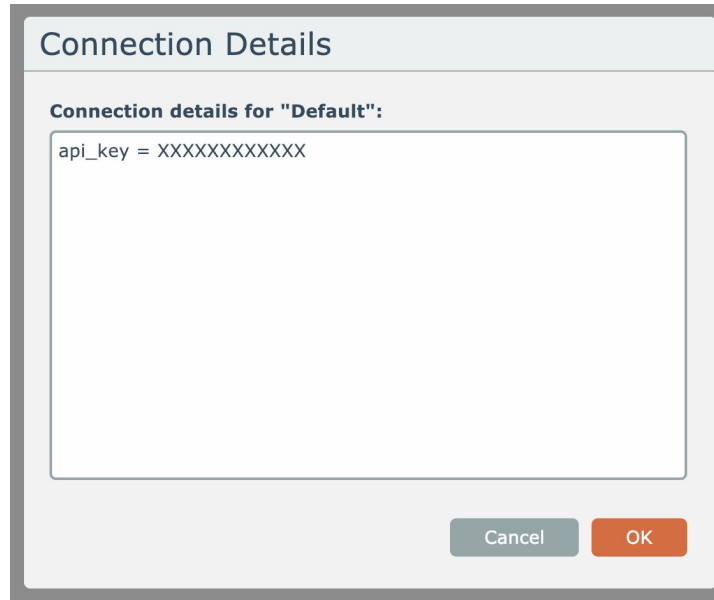 Connection Details
Connection details for "Default":
api_key = XXXXXXXXXXXX
Cancel
OK